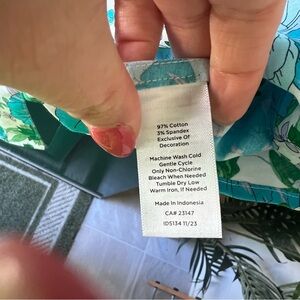 97% Cotton
3% Spandex
Exclusive Of
Decoration
Machine Wash Cold
Gentle Cycle
Only Non-Chlorine
Bleach When Needed
Tumble Dry Low
Warm Iron, If Needed
Made In Indonesia
CA# 23147
ID5134 11/23